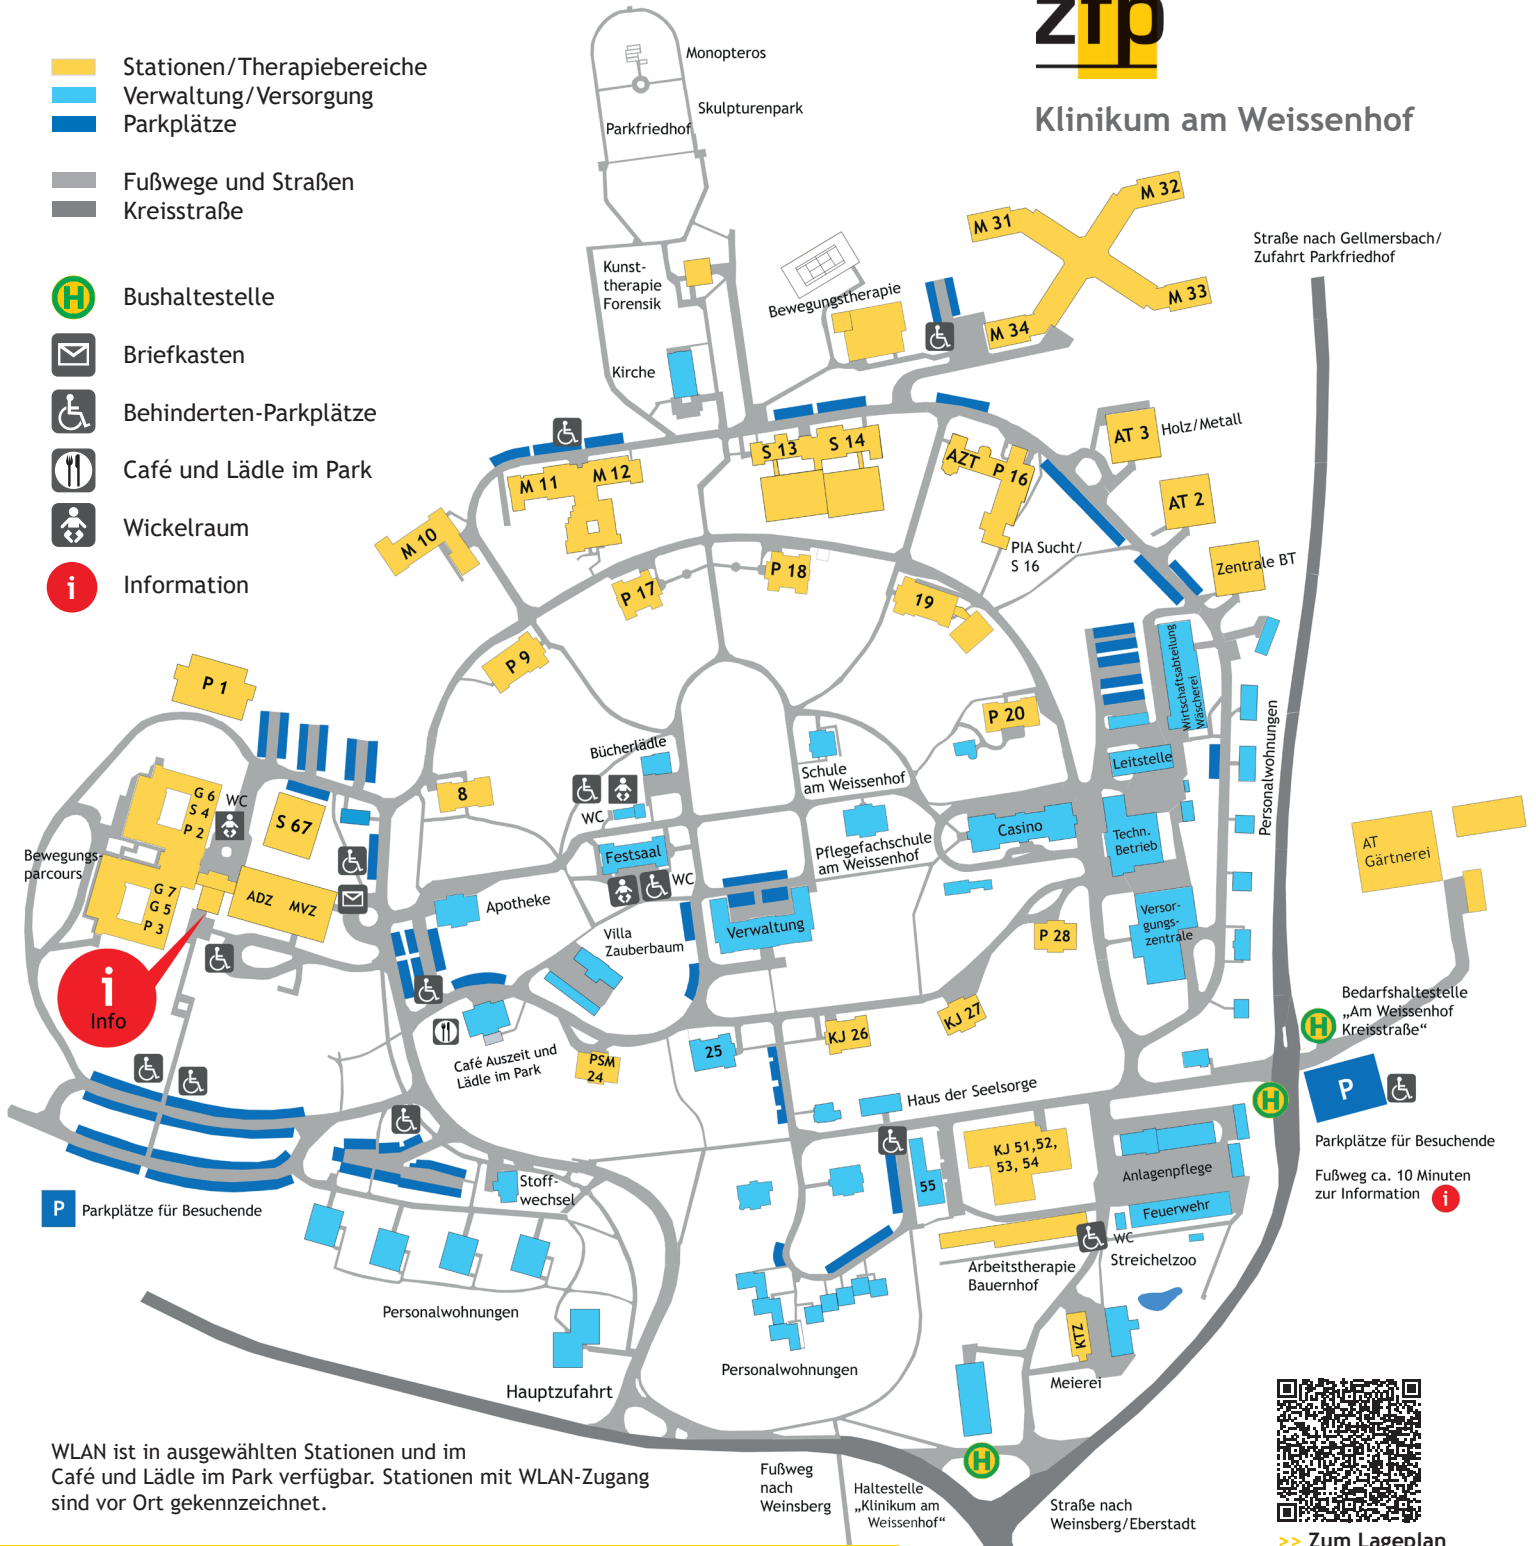 Stationen/Therapiebereiche
Verwaltung/Versorgung
Parkplätze
Fußwege und Straßen
Kreisstraße
H
Bushaltestelle
Briefkasten
Behinderten-Parkplätze
Café und Lädle im Park
Wickelraum
i
Information
zfp
Klinikum am Weissenhof
Monopteros
Skulpturenpark
Parkfriedhof
Kunst-
therapie
Forensik
Kirche
Bewegungstherapie
M 31
M 32
M 33
M 34
Straße nach Gellmersbach/
Zufahrt Parkfriedhof
AT 3
Holz/Metall
AT 2
Zentrale BT
S 13
S 14
AZT
P 16
PIA Sucht/
S 16
M 10
M 11
M 12
P 17
P 18
19
P 9
P 20
P 1
8
Bücherlädle
WC
Festsaal
WC
Schule
am Weissenhof
Pflegefachschule
am Weissenhof
Casino
Wirtschaftsabteilung
Wäscherei
Leitstelle
Techn.
Betrieb
Versor-
gungs-
zentrale
Personalwohnungen
AT
Gärtnerei
G 6
S 4
P 2
WC
S 67
Bewegungs-
parcours
G 7
G 5
P 3
ADZ
MVZ
i
Info
Apotheke
Villa
Zauberbaum
Verwaltung
P 28
KJ 27
KJ 26
25
PSM
24
Café Auszeit und
Lädle im Park
Haus der Seelsorge
H
Bedarfshaltestelle
„Am Weissenhof
Kreisstraße“
H
P
Parkplätze für Besuchende
Fußweg ca. 10 Minuten
zur Information
i
P
Parkplätze für Besuchende
Stoff-
wechsel
55
KJ 51,52,
53, 54
Anlagenpflege
Feuerwehr
WC
Streichelzoo
Arbeitstherapie
Bauernhof
KTZ
Meierei
Personalwohnungen
Personalwohnungen
Hauptzufahrt
H
Fußweg
nach
Weinsberg
Haltestelle
„Klinikum am
Weissenhof“
Straße nach
Weinsberg/Eberstadt
WLAN ist in ausgewählten Stationen und im
Café und Lädle im Park verfügbar. Stationen mit WLAN-Zugang
sind vor Ort gekennzeichnet.
>> Zum Lageplan